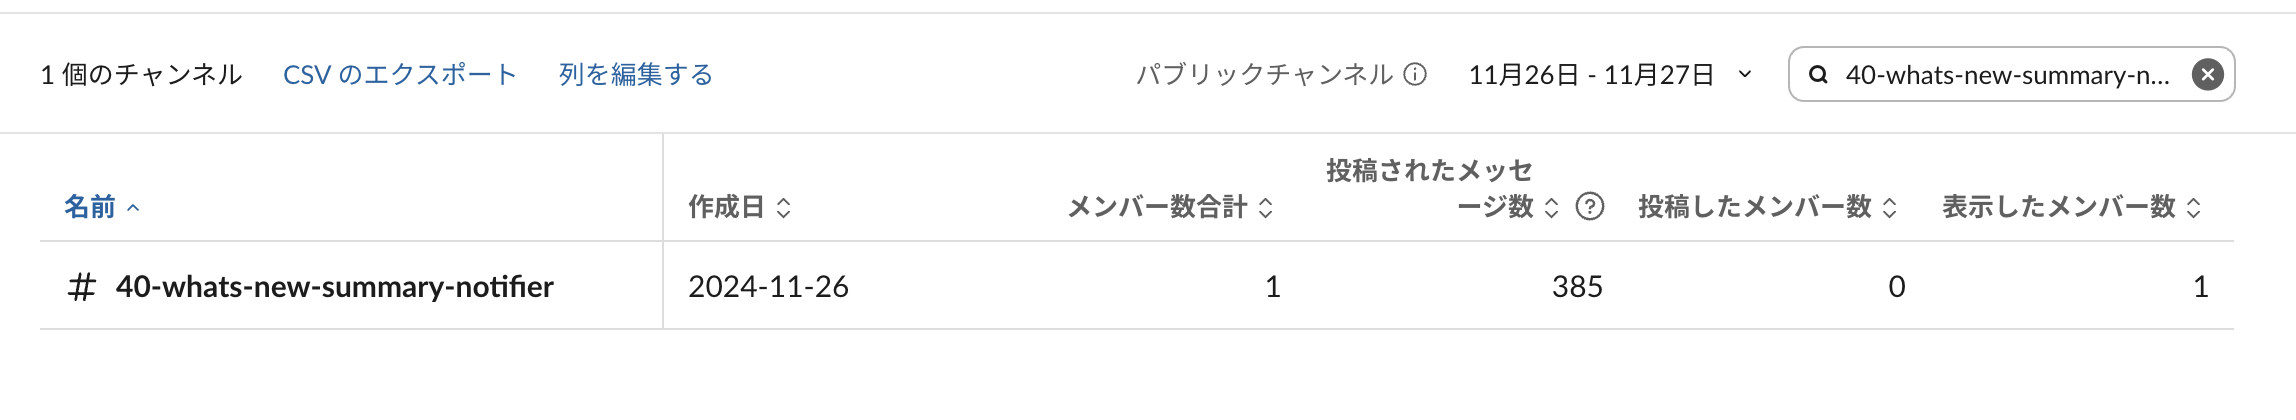 1 個のチャンネル CSV のエクスポート 列を編集する パブリックチャンネル 11月26日 - 11月27日 40-whats-new-summary-n...
名前 作成日 メンバー数合計 投稿されたメッセ
ージ数 投稿したメンバー数 表示したメンバー数
# 40-whats-new-summary-notifier 2024-11-26 1 385 0 1